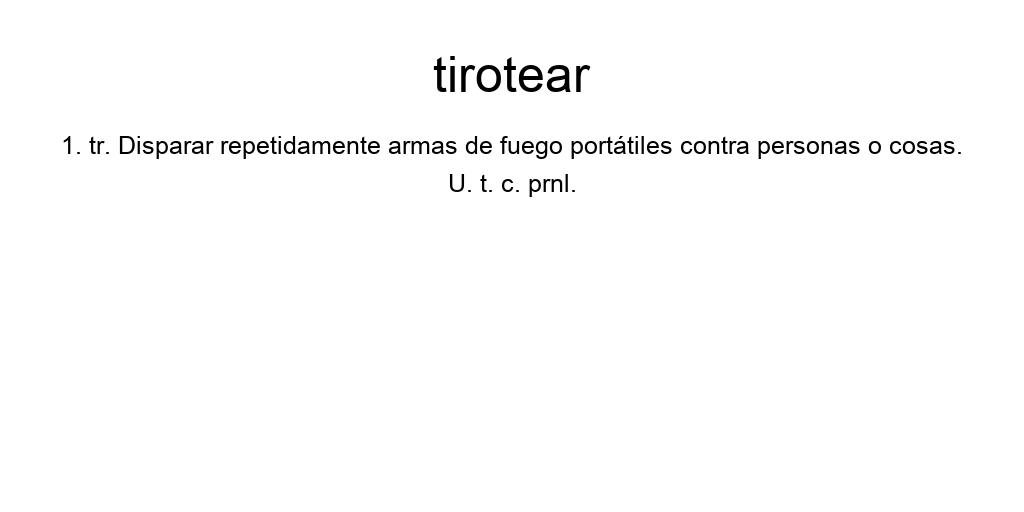 tirotear
1. tr. Disparar repetidamente armas de fuego portátiles contra personas o cosas.
U. t. c. prnl.